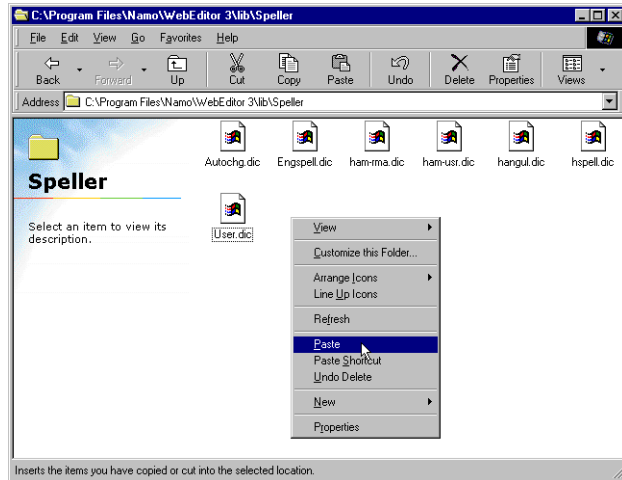 C:\Program Files\Namo\WebEditor 3\lib\Speller
File Edit View Go Favorites Help
Back Forward Up Cut Copy Paste Undo Delete Properties Views
Address C:\Program Files\Namo\WebEditor 3\lib\Speller
Autochg.dic Engspell.dic ham-rma.dic ham-usr.dic hangul.dic hspell.dic
Speller
Select an item to view its
description.
User.dic
View
Customize this Folder...
Arrange Icons
Line Up Icons
Refresh
Paste
Paste Shortcut
Undo Delete
New
Properties
Inserts the items you have copied or cut into the selected location.